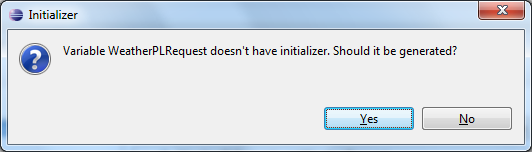 Initializer
Variable WeatherPLRequest doesn't have initializer. Should it be generated?
Yes
No